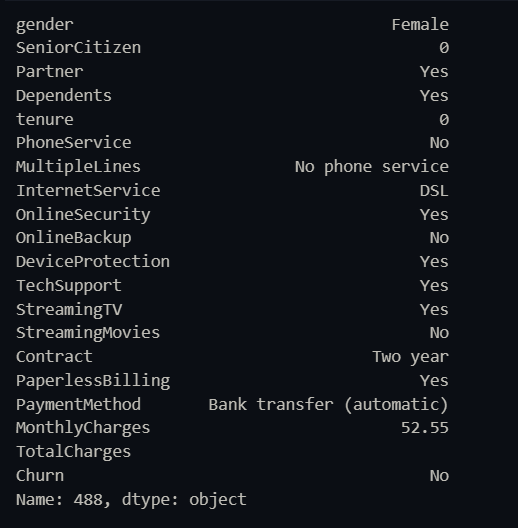 gender Female
SeniorCitizen 0
Partner Yes
Dependents Yes
tenure 0
PhoneService No
MultipleLines No phone service
InternetService DSL
OnlineSecurity Yes
OnlineBackup No
DeviceProtection Yes
TechSupport Yes
StreamingTV Yes
StreamingMovies No
Contract Two year
PaperlessBilling Yes
PaymentMethod Bank transfer (automatic)
MonthlyCharges 52.55
TotalCharges
Churn No
Name: 488, dtype: object